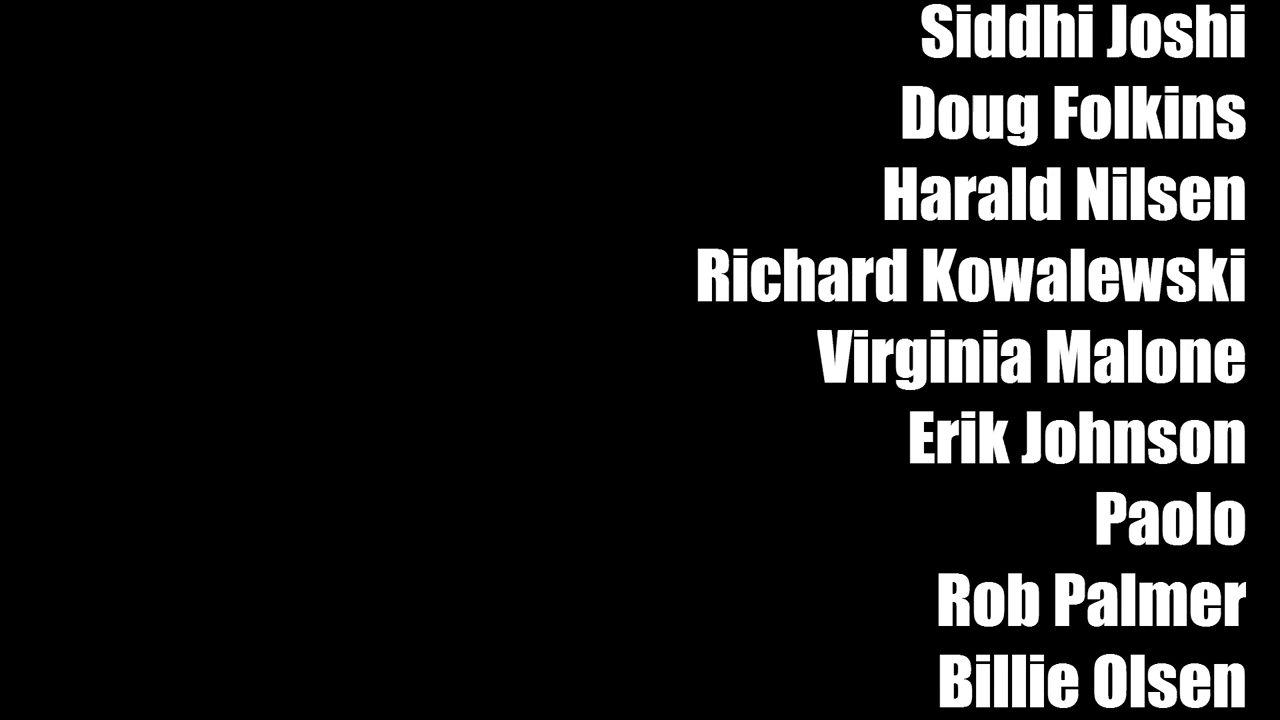 Siddhi Joshi
Doug Folkins
Harald Nilsen
Richard Kowalewski
Virginia Malone
Erik Johnson
Paolo
Rob Palmer
Billie Olsen